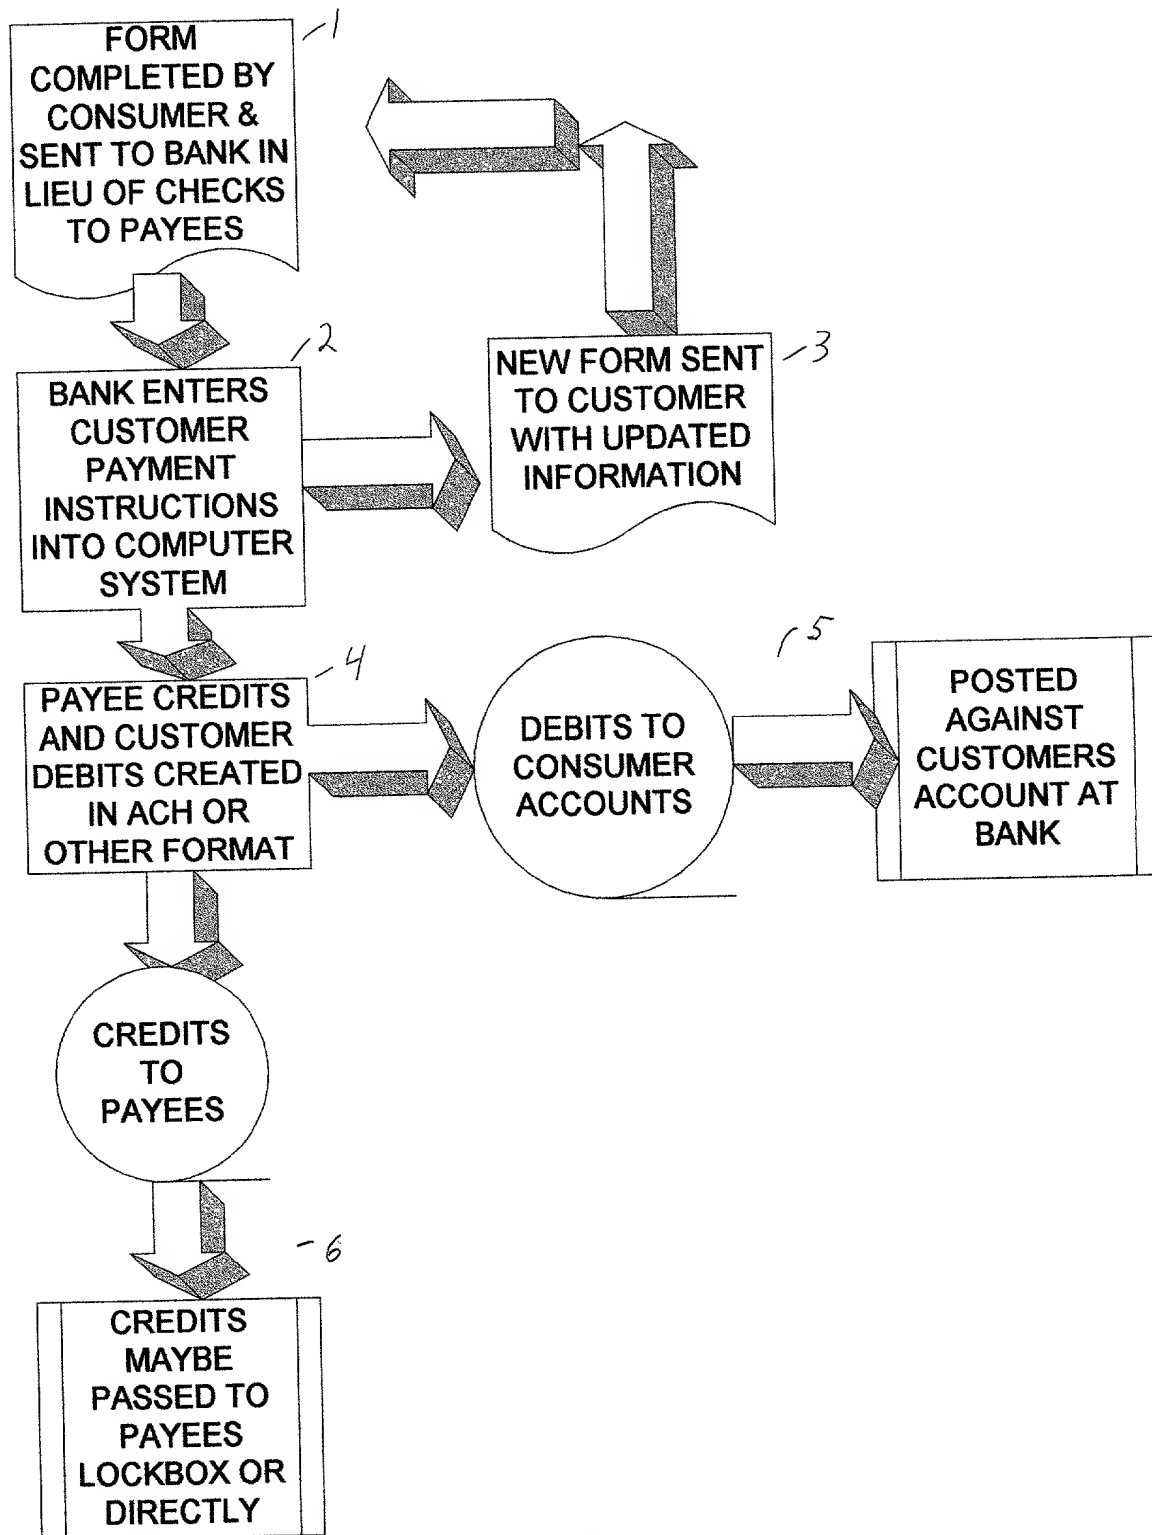 FORM
COMPLETED BY
CONSUMER &
SENT TO BANK IN
LIEU OF CHECKS
TO PAYEES
1
BANK ENTERS
CUSTOMER
PAYMENT
INSTRUCTIONS
INTO COMPUTER
SYSTEM
2
NEW FORM SENT
TO CUSTOMER
WITH UPDATED
INFORMATION
3
PAYEE CREDITS
AND CUSTOMER
DEBITS CREATED
IN ACH OR
OTHER FORMAT
4
DEBITS TO
CONSUMER
ACCOUNTS
5
POSTED
AGAINST
CUSTOMERS
ACCOUNT AT
BANK
CREDITS
TO
PAYEES
6
CREDITS
MAYBE
PASSED TO
PAYEES
LOCKBOX OR
DIRECTLY